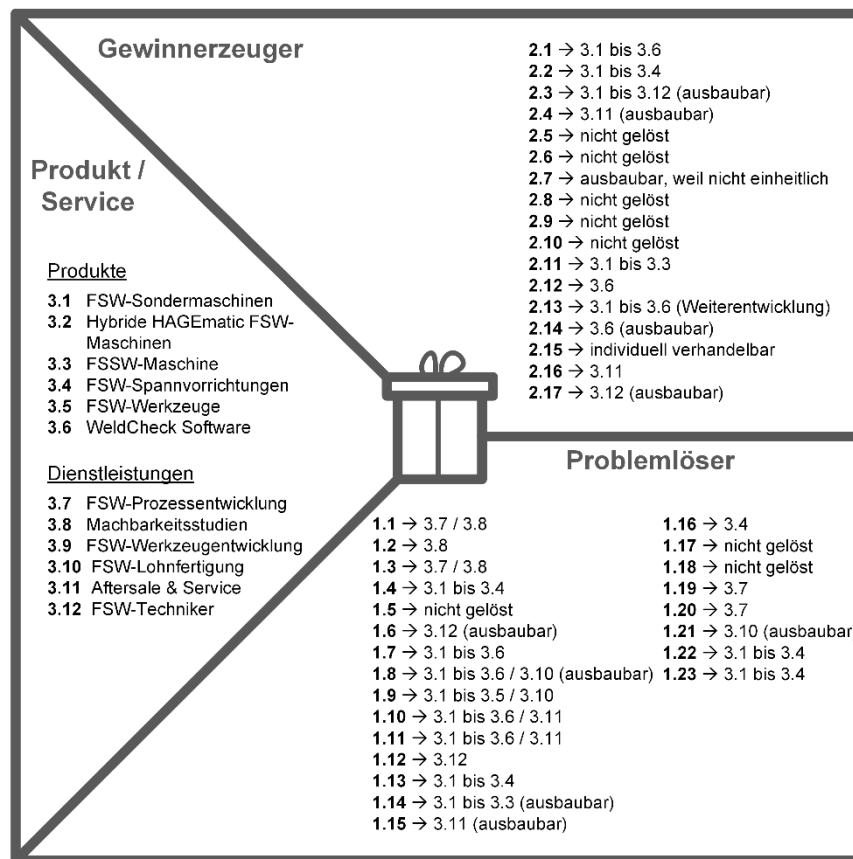 Gewinnerzeuger
2.1 → 3.1 bis 3.6
2.2 → 3.1 bis 3.4
2.3 → 3.1 bis 3.12 (ausbaubar)
2.4 → 3.11 (ausbaubar)
2.5 → nicht gelöst
2.6 → nicht gelöst
2.7 → ausbaubar, weil nicht einheitlich
2.8 → nicht gelöst
2.9 → nicht gelöst
2.10 → nicht gelöst
2.11 → 3.1 bis 3.3
2.12 → 3.6
2.13 → 3.1 bis 3.6 (Weiterentwicklung)
2.14 → 3.6 (ausbaubar)
2.15 → individuell verhandelbar
2.16 → 3.11
2.17 → 3.12 (ausbaubar)
Produkt /
Service
Produkte
3.1 FSW-Sondermaschinen
3.2 Hybride HAGEmatic FSW-
Maschinen
3.3 FSSW-Maschine
3.4 FSW-Spannvorrichtungen
3.5 FSW-Werkzeuge
3.6 WeldCheck Software
Dienstleistungen
3.7 FSW-Prozessentwicklung
3.8 Machbarkeitsstudien
3.9 FSW-Werkzeugentwicklung
3.10 FSW-Lohnfertigung
3.11 Aftersale & Service
3.12 FSW-Techniker
Problemlöser
1.1 → 3.7 / 3.8
1.2 → 3.8
1.3 → 3.7 / 3.8
1.4 → 3.1 bis 3.4
1.5 → nicht gelöst
1.6 → 3.12 (ausbaubar)
1.7 → 3.1 bis 3.6
1.8 → 3.1 bis 3.6 / 3.10 (ausbaubar)
1.9 → 3.1 bis 3.5 / 3.10
1.10 → 3.1 bis 3.6 / 3.11
1.11 → 3.1 bis 3.6 / 3.11
1.12 → 3.12
1.13 → 3.1 bis 3.4
1.14 → 3.1 bis 3.3 (ausbaubar)
1.15 → 3.11 (ausbaubar)
1.16 → 3.4
1.17 → nicht gelöst
1.18 → nicht gelöst
1.19 → 3.7
1.20 → 3.7
1.21 → 3.10 (ausbaubar
1.22 → 3.1 bis 3.4
1.23 → 3.1 bis 3.4